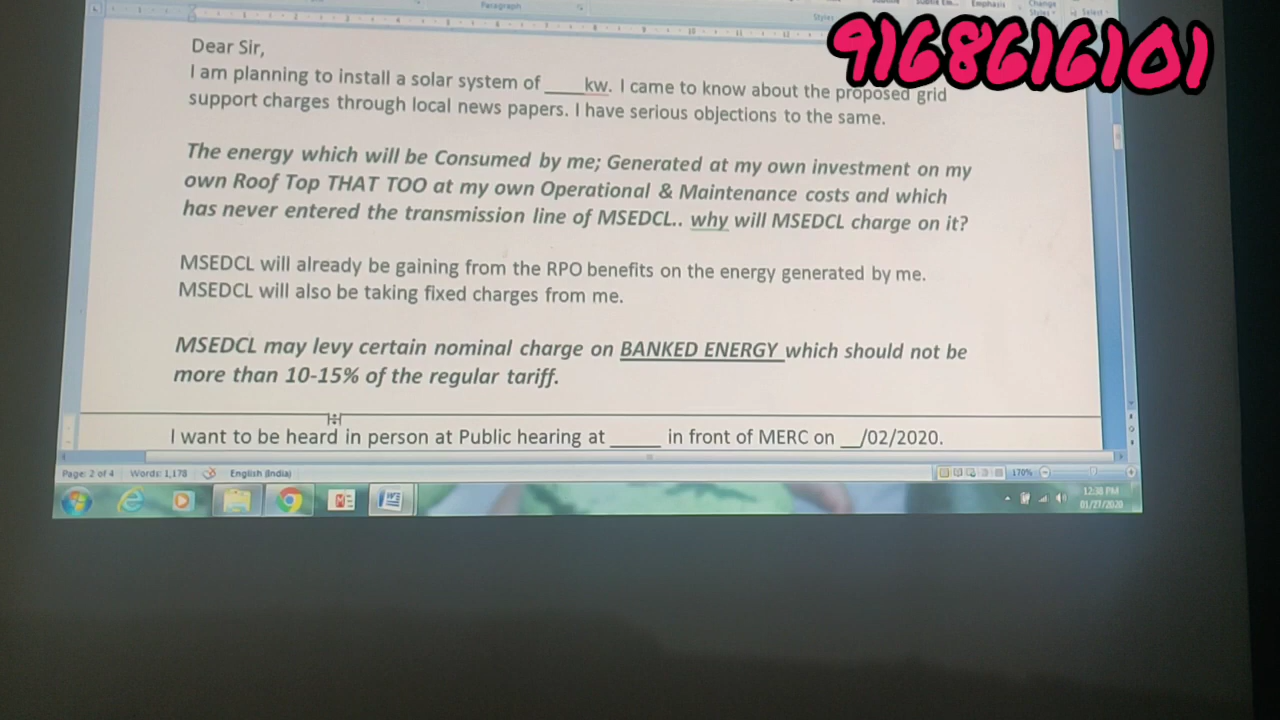 Paragraph
Styles
Emphasis
Change
Styles
Select
9168616101
Dear Sir,
I am planning to install a solar system of ____kw. I came to know about the proposed grid
support charges through local news papers. I have serious objections to the same.
The energy which will be Consumed by me; Generated at my own investment on my
own Roof Top THAT TOO at my own Operational & Maintenance costs and which
has never entered the transmission line of MSEDCL.. why will MSEDCL charge on it?
MSEDCL will already be gaining from the RPO benefits on the energy generated by me.
MSEDCL will also be taking fixed charges from me.
MSEDCL may levy certain nominal charge on BANKED ENERGY which should not be
more than 10-15% of the regular tariff.
I want to be heard in person at Public hearing at _____ in front of MERC on __/02/2020.
Page: 2 of 4 Words: 1,178 English (India) 170%
12:38 PM
01/27/2020